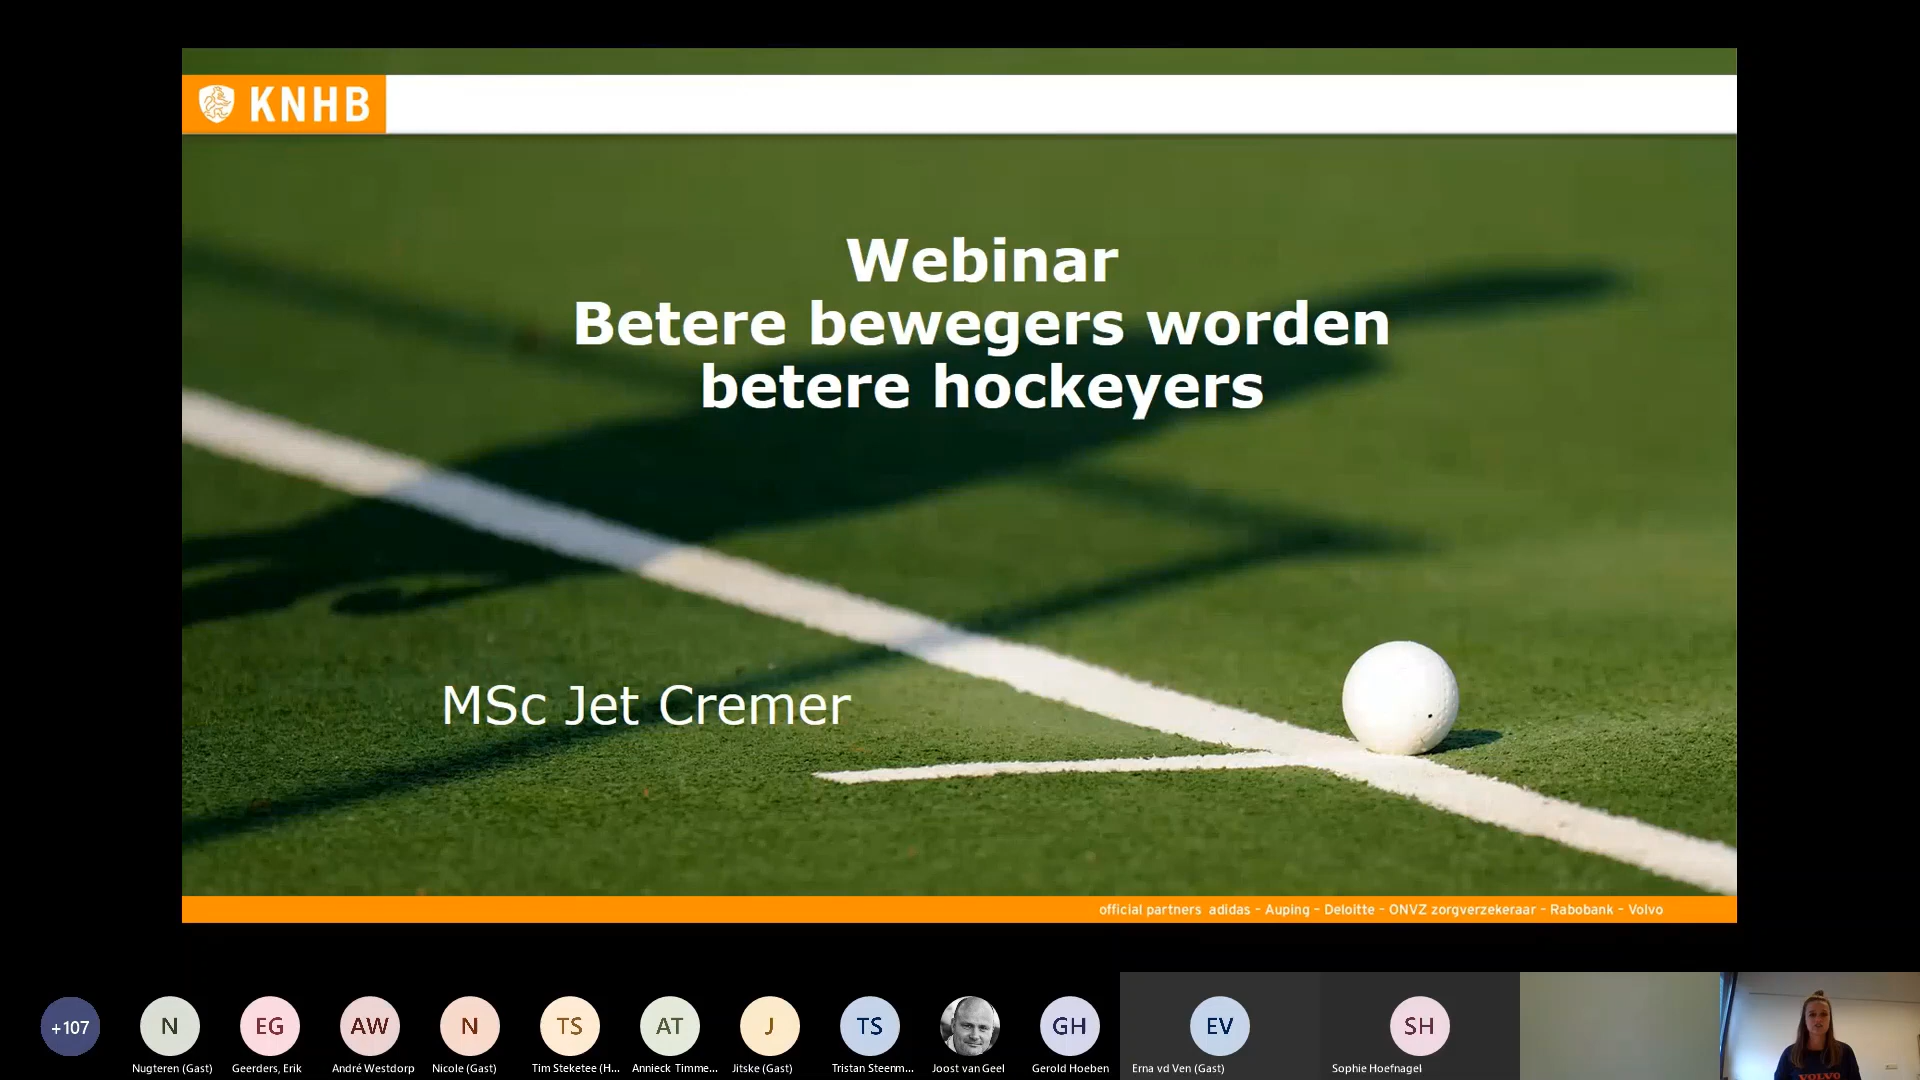 KNHB
Webinar
Betere bewegers worden
betere hockeyers
MSc Jet Cremer
official partners adidas – Auping – Deloitte – ONVZ zorgverzekeraar – Rabobank – Volvo
+107
N
EG
AW
N
TS
AT
J
TS
GH
EV
SH
Nugteren (Gast)
Geerders, Erik
André Westdorp
Nicole (Gast)
Tim Steketee (H...
Annieck Timme...
Jitske (Gast)
Tristan Steenm...
Joost van Geel
Gerold Hoeben
Erna vd Ven (Gast)
Sophie Hoefnagel
VOLVO